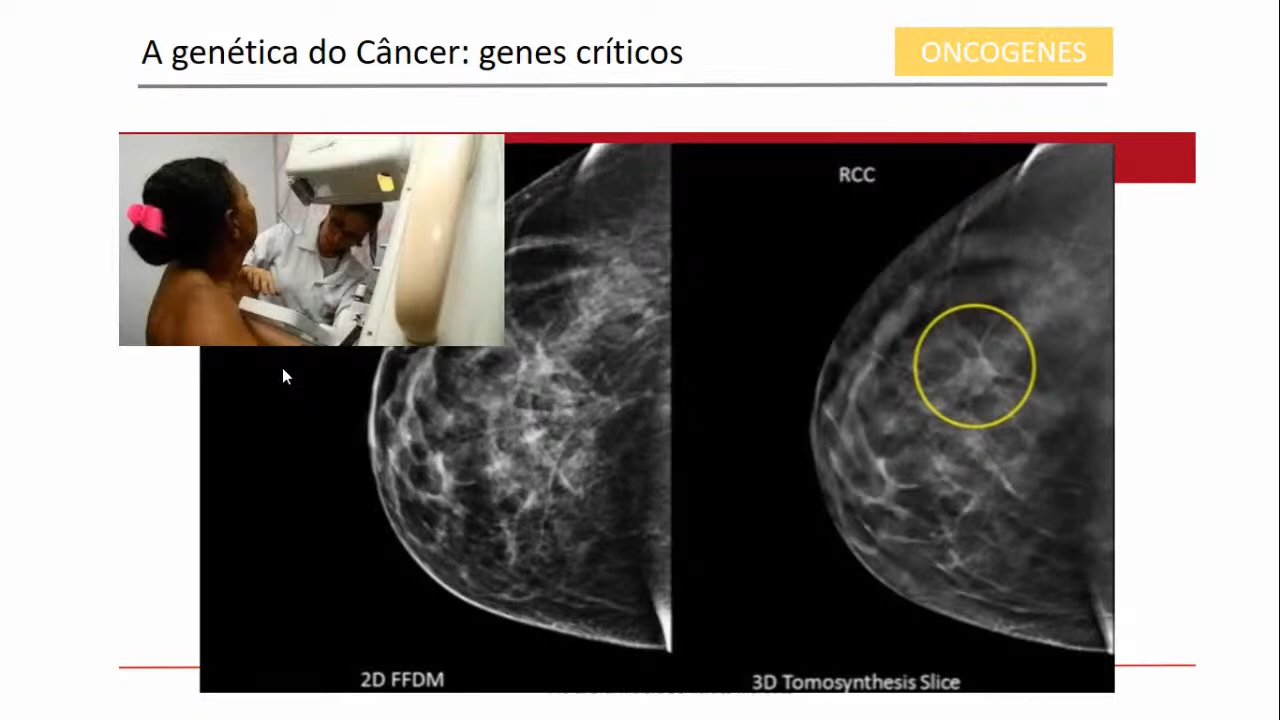 A genética do Câncer: genes críticos
ONCOGENES
RCC
2D FFDM
3D Tomosynthesis Slice